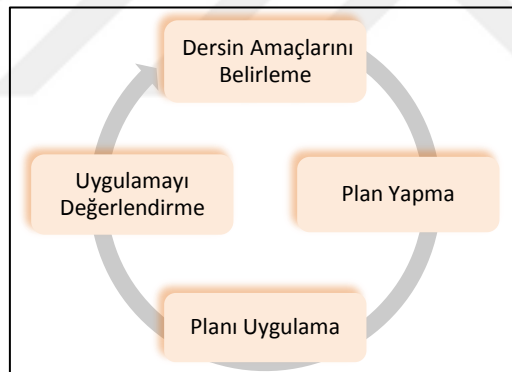 Dersin Amaçlarını
Belirleme
Plan Yapma
Planı Uygulama
Uygulamayı
Değerlendirme